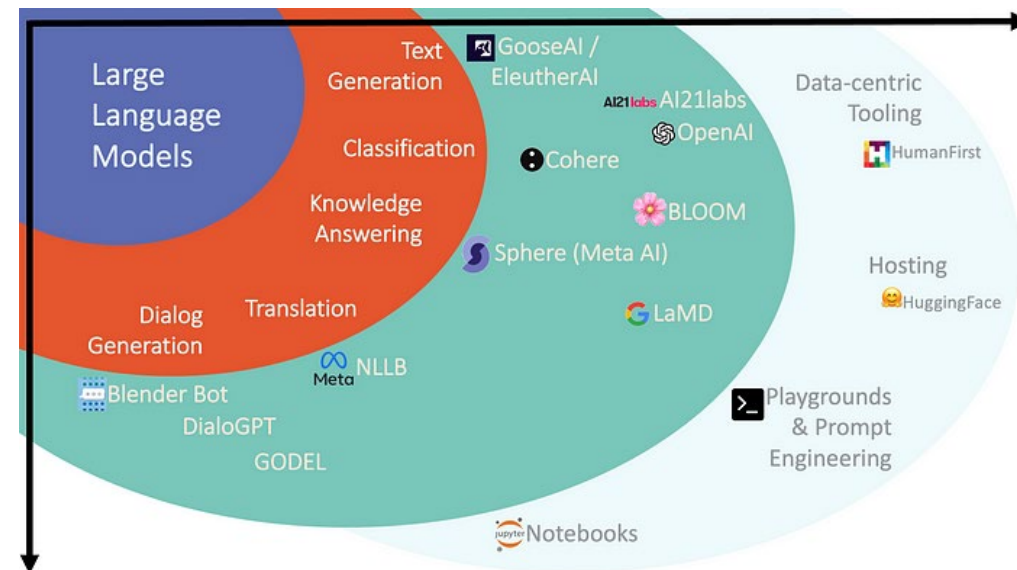 Large
Language
Models
Text
Generation
Classification
Knowledge
Answering
Translation
Dialog
Generation
GooseAI /
EleutherAI
AI21labs AI21labs
OpenAI
Cohere
BLOOM
Sphere (Meta AI)
LaMD
Meta NLLB
Blender Bot
DialoGPT
GODEL
Data-centric
Tooling
HumanFirst
Hosting
HuggingFace
Playgrounds
& Prompt
Engineering
jupyter Notebooks